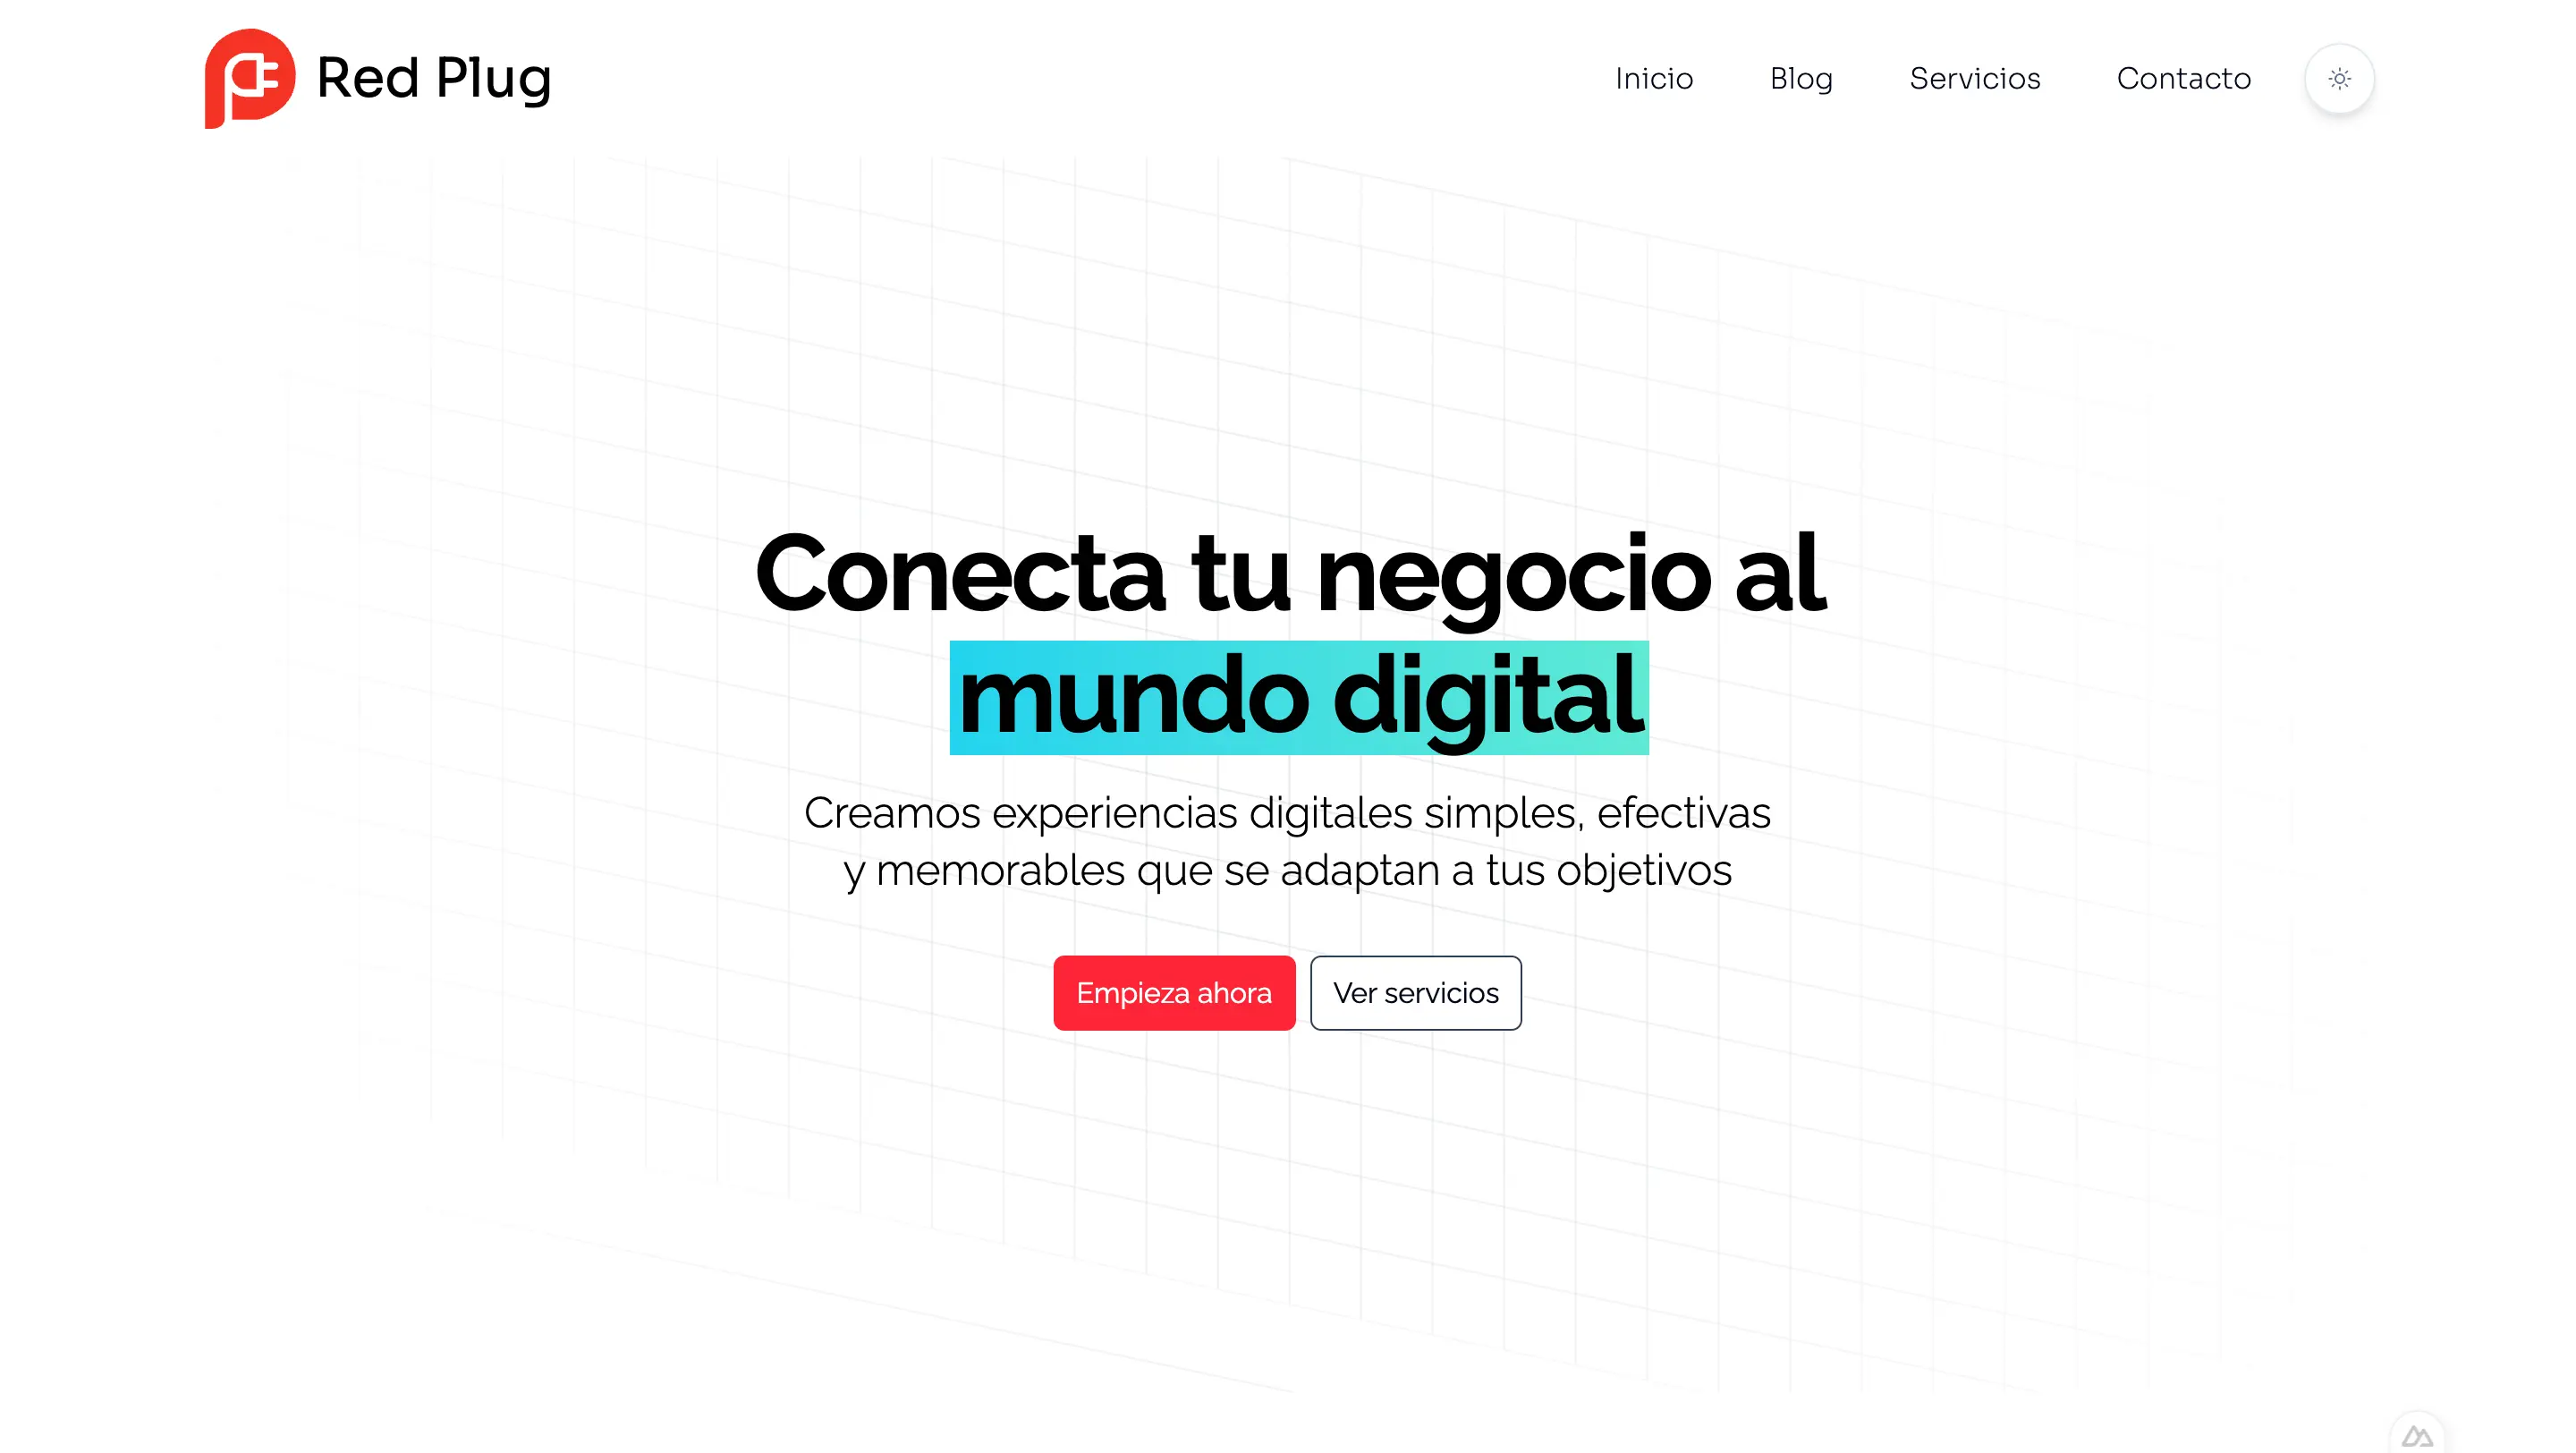 Red Plug
Inicio Blog Servicios Contacto
Conecta tu negocio al
mundo digital
Creamos experiencias digitales simples, efectivas
y memorables que se adaptan a tus objetivos
Empieza ahora Ver servicios